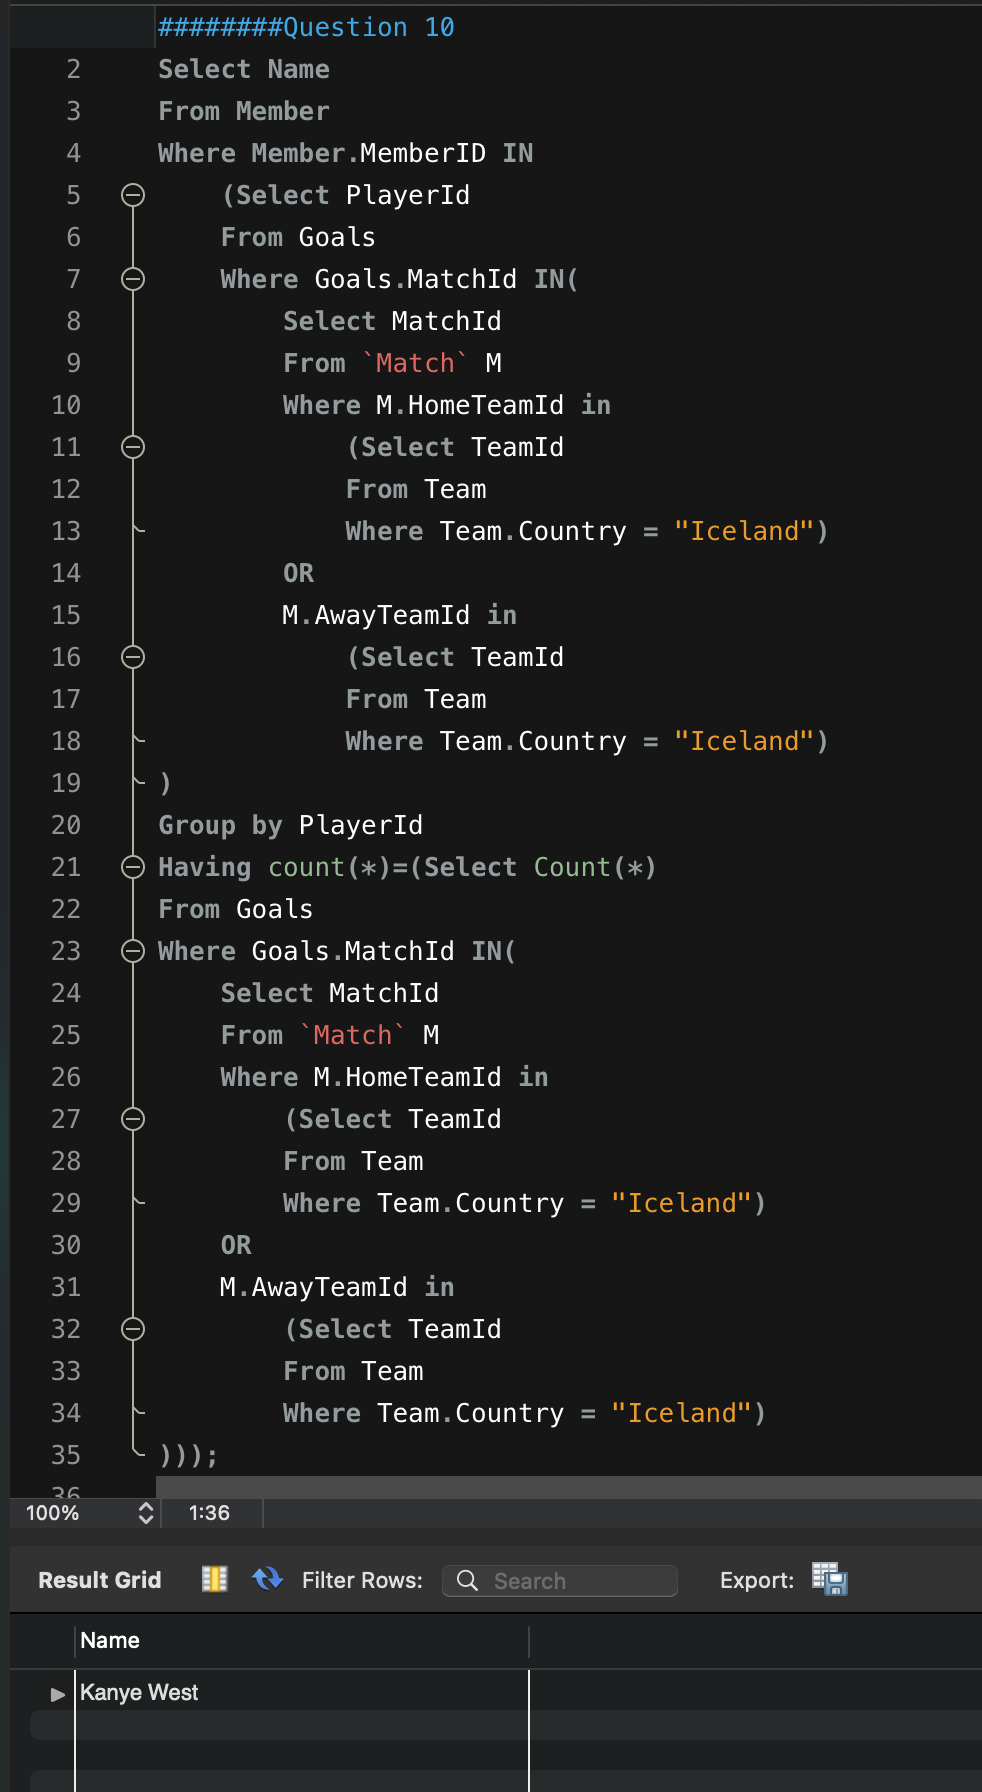 ########Question 10
2 Select Name
3 From Member
4 Where Member.MemberID IN
5 (Select PlayerId
6 From Goals
7 Where Goals.MatchId IN(
8 Select MatchId
9 From `Match` M
10 Where M.HomeTeamId in
11 (Select TeamId
12 From Team
13 Where Team.Country = "Iceland")
14 OR
15 M.AwayTeamId in
16 (Select TeamId
17 From Team
18 Where Team.Country = "Iceland")
19 )
20 Group by PlayerId
21 Having count(*)=(Select Count(*)
22 From Goals
23 Where Goals.MatchId IN(
24 Select MatchId
25 From `Match` M
26 Where M.HomeTeamId in
27 (Select TeamId
28 From Team
29 Where Team.Country = "Iceland")
30 OR
31 M.AwayTeamId in
32 (Select TeamId
33 From Team
34 Where Team.Country = "Iceland")
35 )));
36
100% 1:36
Result Grid Filter Rows: Search Export:
Name
Kanye West